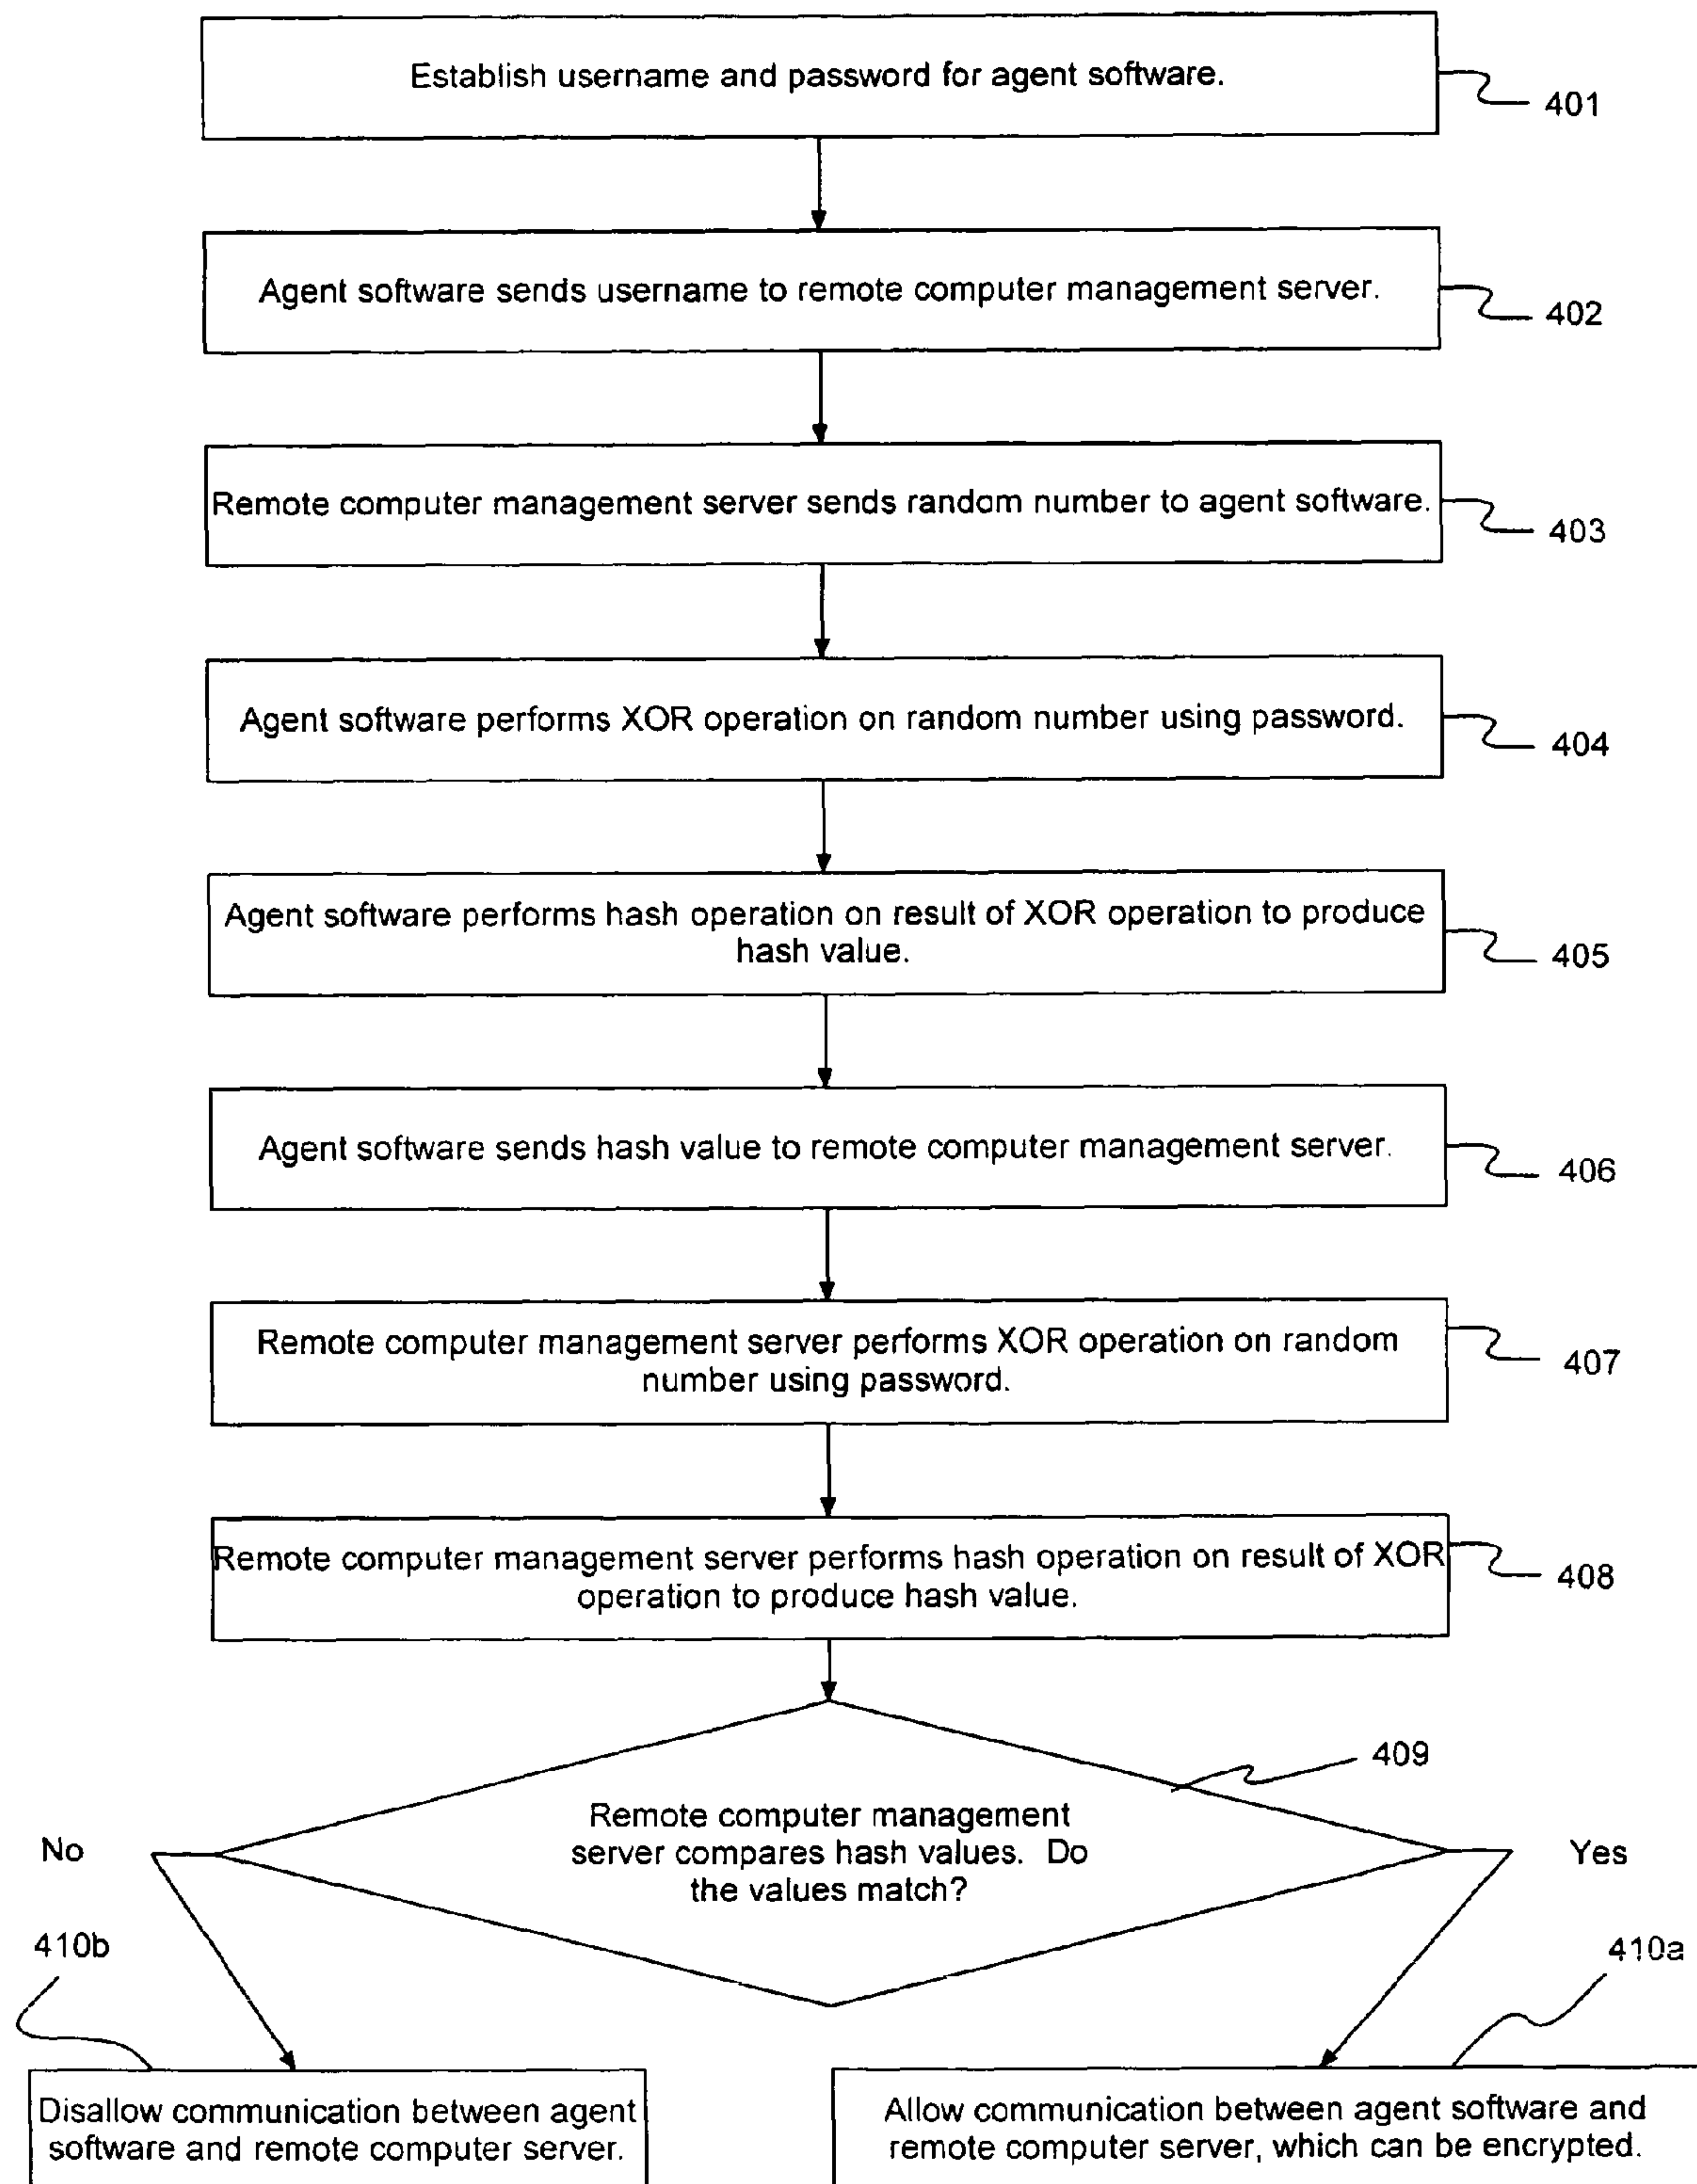 Establish username and password for agent software.
401
Agent software sends username to remote computer management server.
402
Remote computer management server sends random number to agent software.
403
Agent software performs XOR operation on random number using password.
404
Agent software performs hash operation on result of XOR operation to produce
hash value.
405
Agent software sends hash value to remote computer management server.
406
Remote computer management server performs XOR operation on random
number using password.
407
Remote computer management server performs hash operation on result of XOR
operation to produce hash value.
408
409
Remote computer management
server compares hash values. Do
the values match?
No
Yes
410b
410a
Disallow communication between agent
software and remote computer server.
Allow communication between agent software and
remote computer server, which can be encrypted.